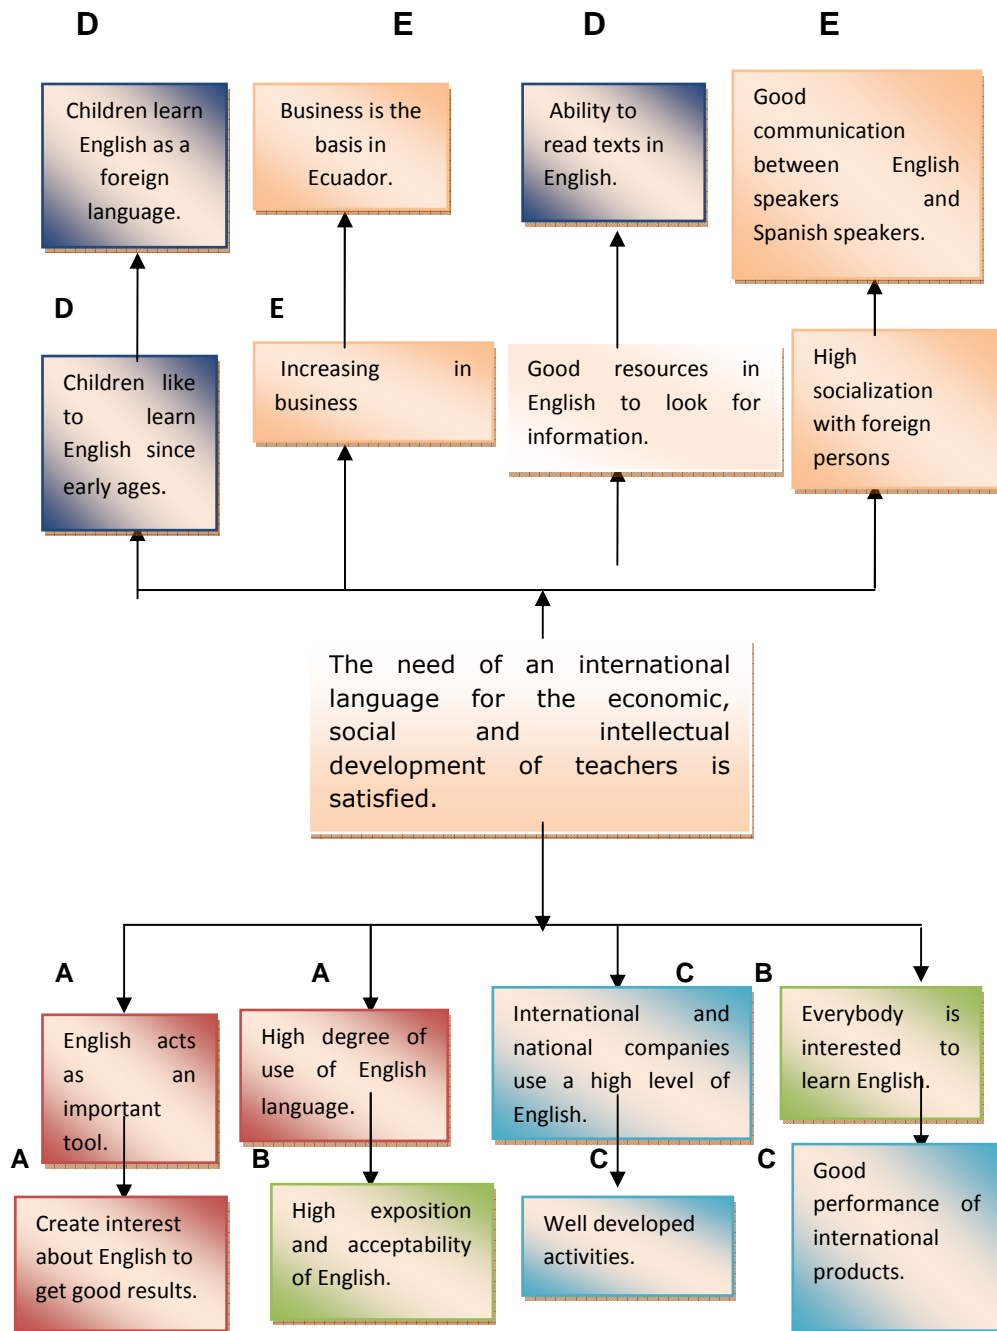 D E D E
Children learn
English as a
foreign
language.
Business is the
basis in
Ecuador.
Ability to
read texts in
English.
Good
communication
between English
speakers and
Spanish speakers.
D
E
Children like
to learn
English since
early ages.
Increasing in
business
Good resources in
English to look for
information.
High
socialization
with foreign
persons
The need of an international
language for the economic,
social and intellectual
development of teachers is
satisfied.
A
A
C
B
English acts
as an
important
tool.
High degree of
use of English
language.
International and
national companies
use a high level of
English.
Everybody is
interested to
learn English.
A
B
C
C
Create interest
about English to
get good results.
High exposition
and acceptability
of English.
Well developed
activities.
Good
performance of
international
products.